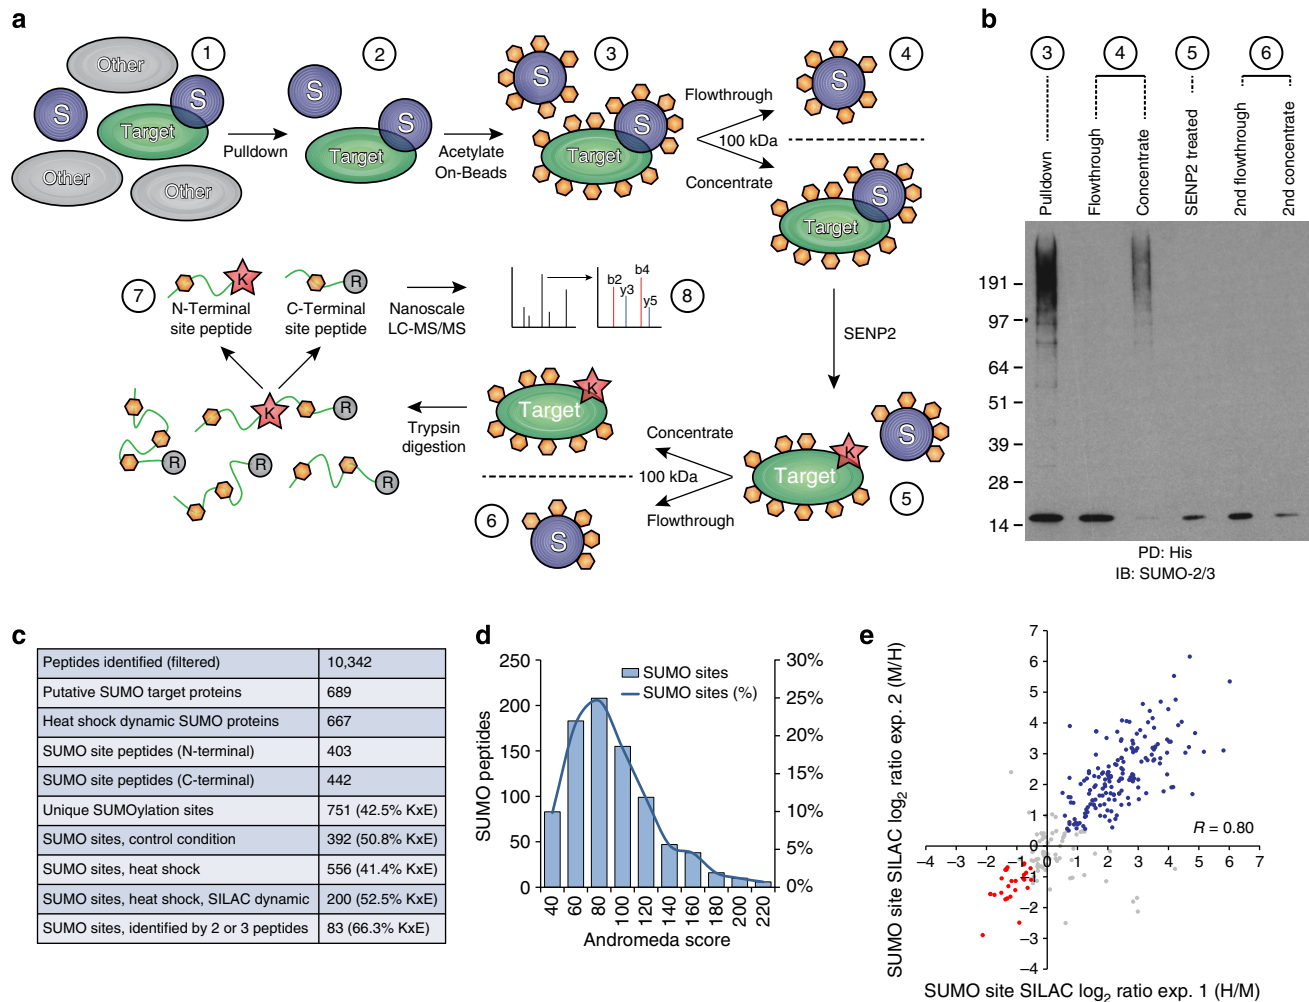 a
1
2
3
4
Other
S
S
Target
Other
Other
Pulldown
S
S
Target
Acetylate
On-Beads
S
S
Target
Flowthrough
100 kDa
Concentrate
S
S
Target
SENP2
5
S
K
Target
Concentrate
100 kDa
Flowthrough
6
S
K
Target
Trypsin
digestion
K
R
R
R
R
7
K
N-Terminal
site peptide
R
C-Terminal
site peptide
Nanoscale
LC-MS/MS
8
b2
y3
b4
y5
b
3
4
5
6
Pulldown
Flowthrough
Concentrate
SENP2 treated
2nd flowthrough
2nd concentrate
191
97
64
51
39
28
14
PD: His
IB: SUMO-2/3
c
Peptides identified (filtered) 10,342
Putative SUMO target proteins 689
Heat shock dynamic SUMO proteins 667
SUMO site peptides (N-terminal) 403
SUMO site peptides (C-terminal) 442
Unique SUMOylation sites 751 (42.5% KxE)
SUMO sites, control condition 392 (50.8% KxE)
SUMO sites, heat shock 556 (41.4% KxE)
SUMO sites, heat shock, SILAC dynamic 200 (52.5% KxE)
SUMO sites, identified by 2 or 3 peptides 83 (66.3% KxE)
d
SUMO peptides
250
200
150
100
50
0
SUMO sites
SUMO sites (%)
30%
25%
20%
15%
10%
5%
0%
40 60 80 100 120 140 160 180 200 220
Andromeda score
e
SUMO site SILAC log2 ratio exp. 2 (M/H)
7
6
5
4
3
2
1
0
−1
−2
−3
−4
R = 0.80
−4 −3 −2 −1 0 1 2 3 4 5 6 7
SUMO site SILAC log2 ratio exp. 1 (H/M)